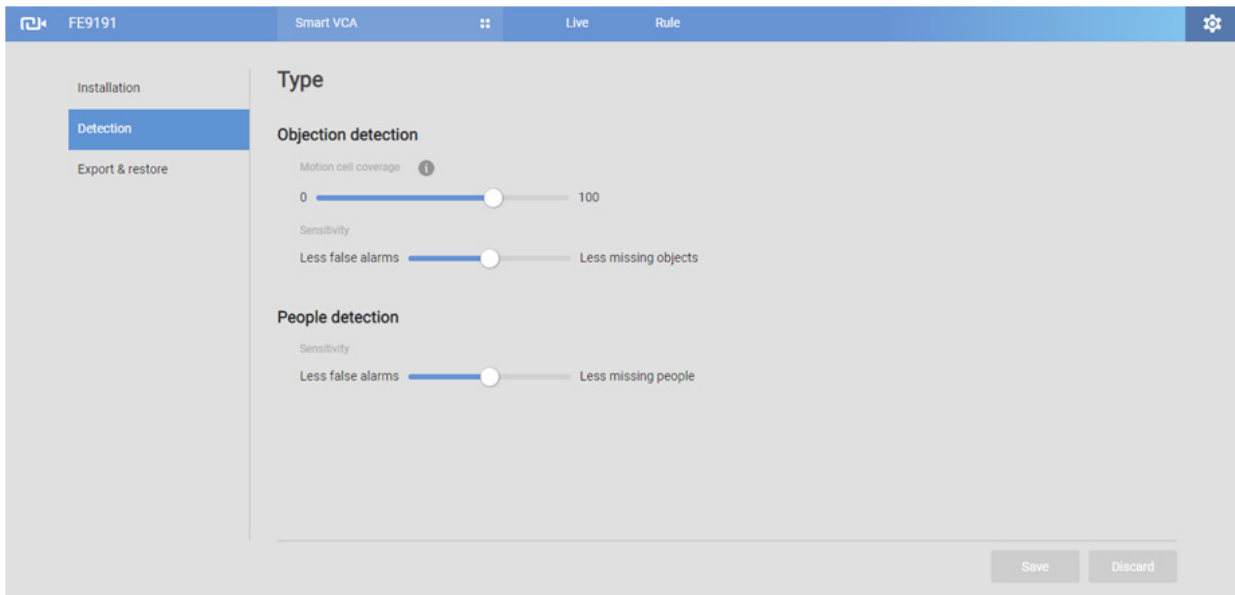 FE9191
Smart VCA
Live
Rule
Installation
Detection
Export & restore
Type
Objection detection
Motion cell coverage
0 100
Sensitivity
Less false alarms Less missing objects
People detection
Sensitivity
Less false alarms Less missing people
Save
Discard